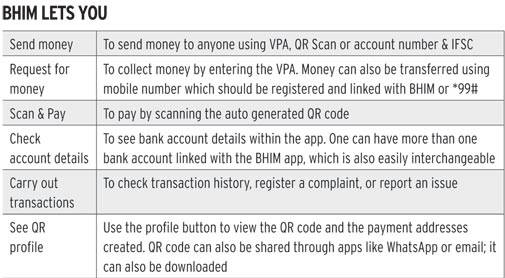 BHIM LETS YOU
Send money To send money to anyone using VPA, QR Scan or account number & IFSC
Request for To collect money by entering the VPA. Money can also be transferred using
money mobile number which should be registered and linked with BHIM or *99#
Scan & Pay To pay by scanning the auto generated QR code
Check To see bank account details within the app. One can have more than one
account details bank account linked with the BHIM app, which is also easily interchangeable
Carry out To check transaction history, register a complaint, or report an issue
transactions
See QR Use the profile button to view the QR code and the payment addresses
profile created. QR code can also be shared through apps like WhatsApp or email; it
can also be downloaded